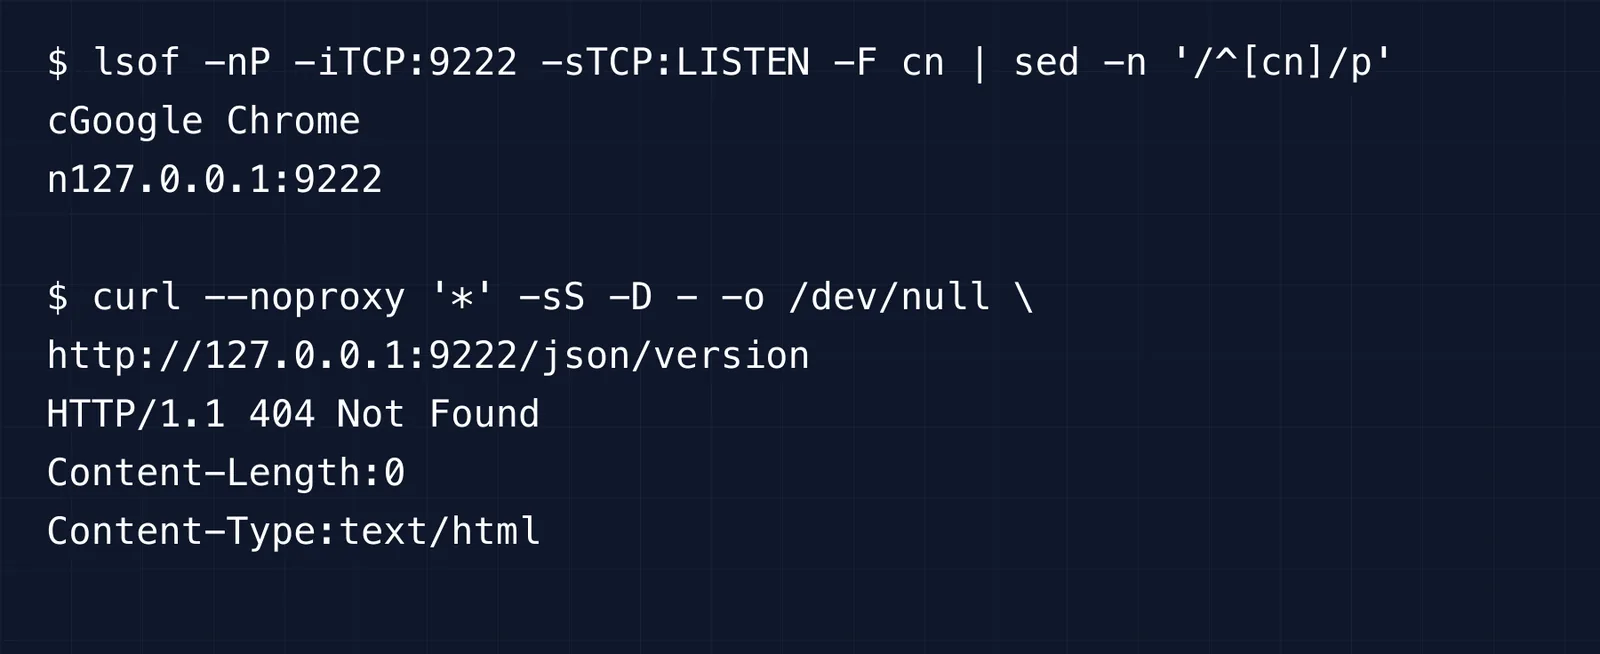 $ lsof -nP -iTCP:9222 -sTCP:LISTEN -F cn | sed -n '/^[cn]/p'
cGoogle Chrome
n127.0.0.1:9222
$ curl --noproxy '*' -sS -D - -o /dev/null \
http://127.0.0.1:9222/json/version
HTTP/1.1 404 Not Found
Content-Length:0
Content-Type:text/html